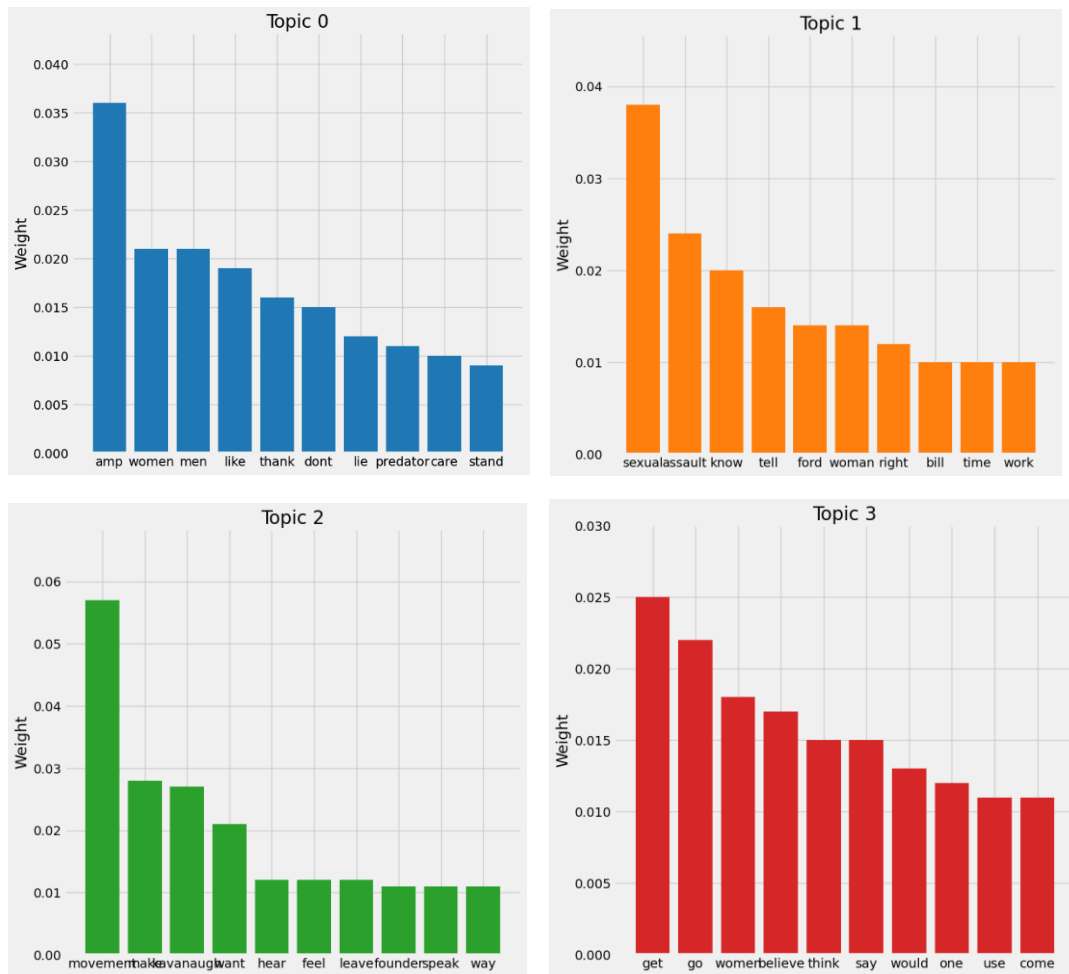 Topic 0
Weight
0.040
0.035
0.030
0.025
0.020
0.015
0.010
0.005
0.000
amp women men like thank dont lie predator care stand
Topic 1
Weight
0.04
0.03
0.02
0.01
0.00
sexual assault know tell ford woman right bill time work
Topic 2
Weight
0.06
0.05
0.04
0.03
0.02
0.01
0.00
movement make kavanaugh want hear feel leave founder speak way
Topic 3
Weight
0.030
0.025
0.020
0.015
0.010
0.005
0.000
get go women believe think say would one use come